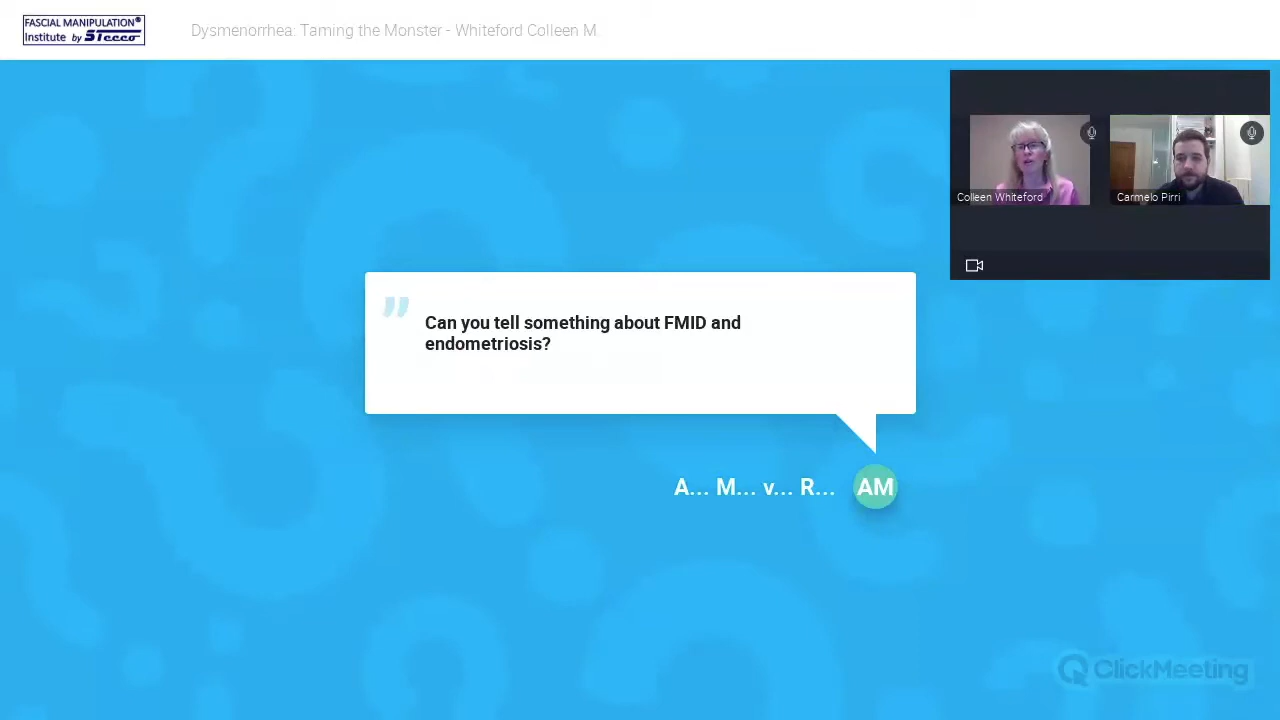 FASCIAL MANIPULATION®
Institute by STecco
Dysmenorrhea: Taming the Monster - Whiteford Colleen M.
Colleen Whiteford
Carmelo Pirri
Can you tell something about FMID and
endometriosis?
A... M... v... R...
AM
ClickMeeting